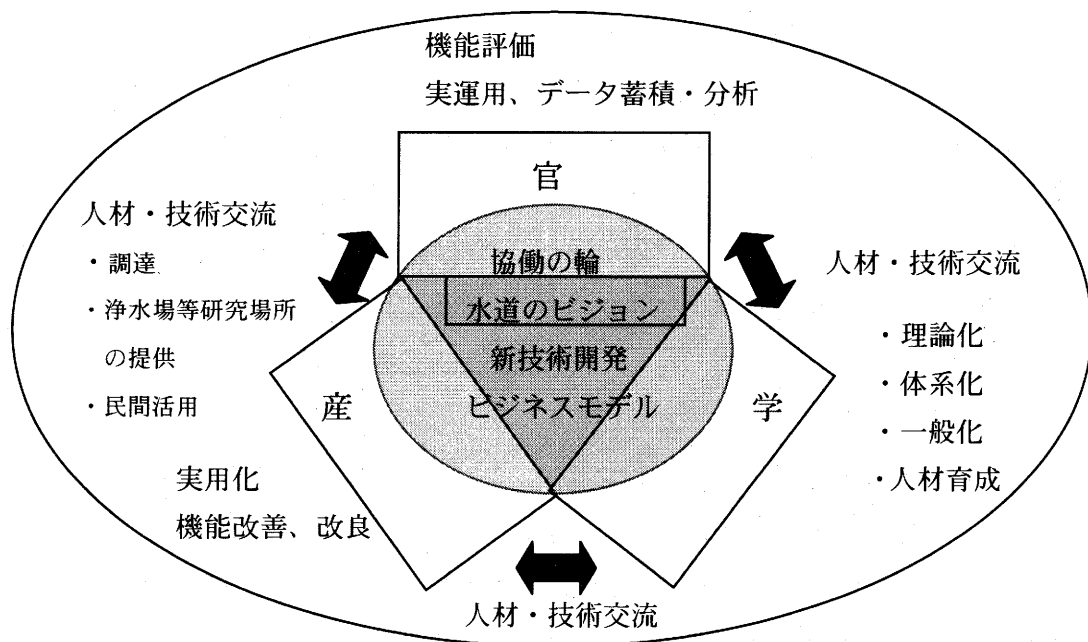 機能評価
実運用、データ蓄積・分析
官
人材・技術交流
・調達
・浄水場等研究場所
の提供
・民間活用
協働の輪
水道のビジョン
新技術開発
ビジネスモデル
人材・技術交流
・理論化
・体系化
・一般化
・人材育成
産
学
実用化
機能改善、改良
人材・技術交流